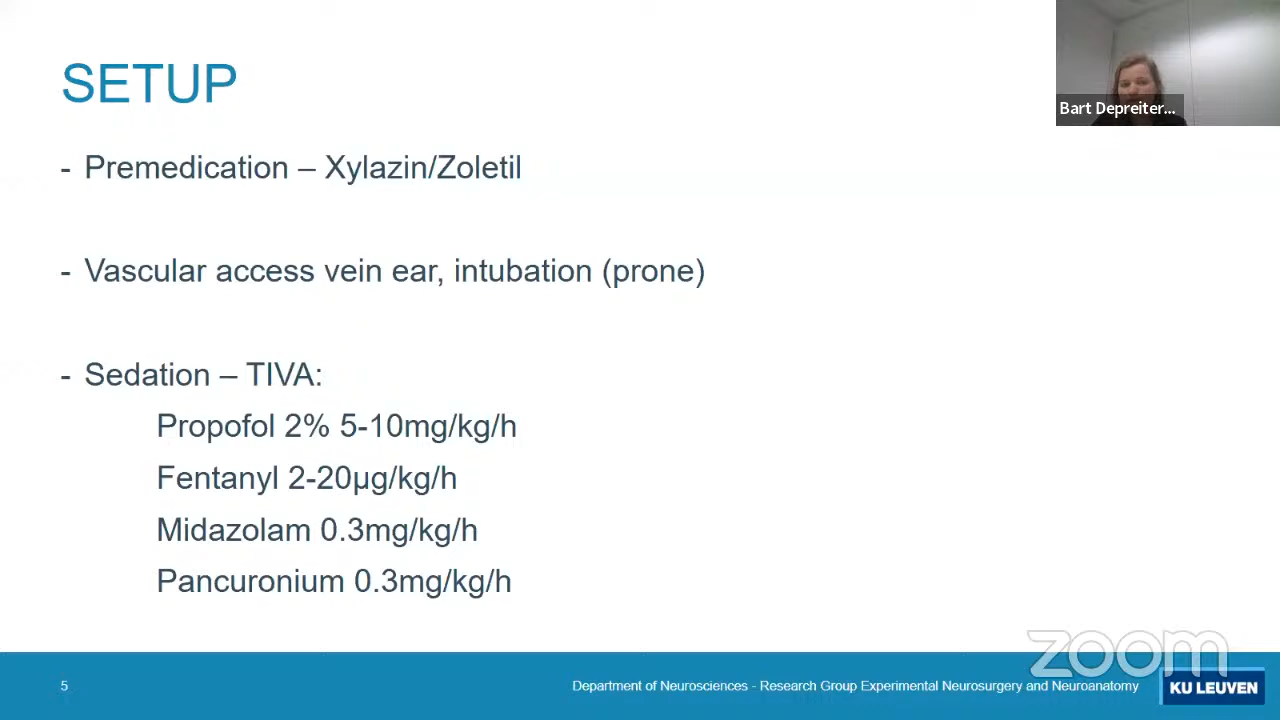 SETUP
Bart Depreiter...
- Premedication – Xylazin/Zoletil
- Vascular access vein ear, intubation (prone)
- Sedation – TIVA:
Propofol 2% 5-10mg/kg/h
Fentanyl 2-20µg/kg/h
Midazolam 0.3mg/kg/h
Pancuronium 0.3mg/kg/h
zoom
5
Department of Neurosciences - Research Group Experimental Neurosurgery and Neuroanatomy
KU LEUVEN